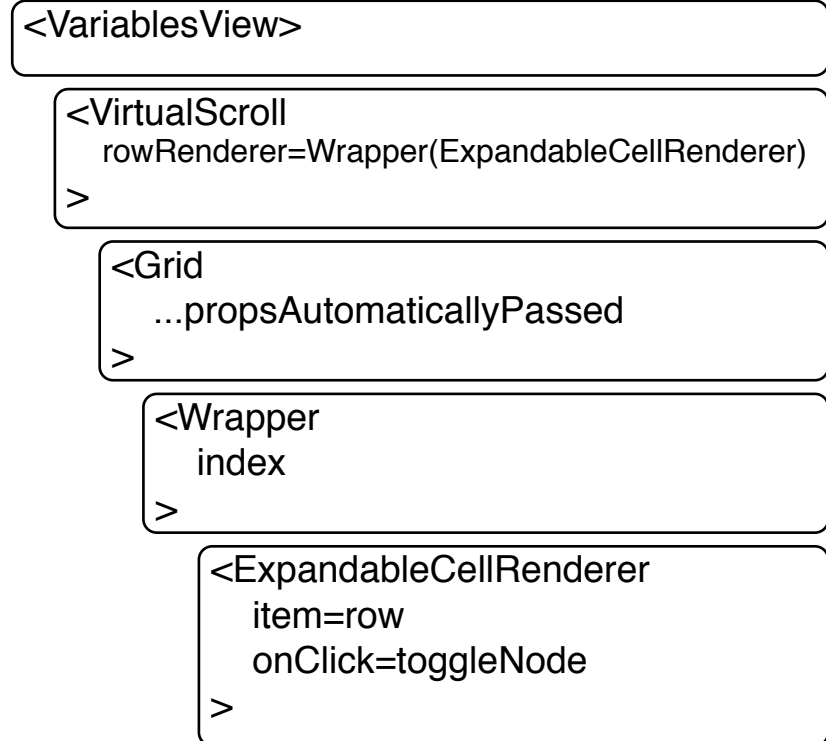 <VariablesView>
<VirtualScroll
rowRenderer=Wrapper(ExpandableCellRenderer)
>
<Grid
...propsAutomaticallyPassed
>
<Wrapper
index
>
<ExpandableCellRenderer
item=row
onClick=toggleNode
>